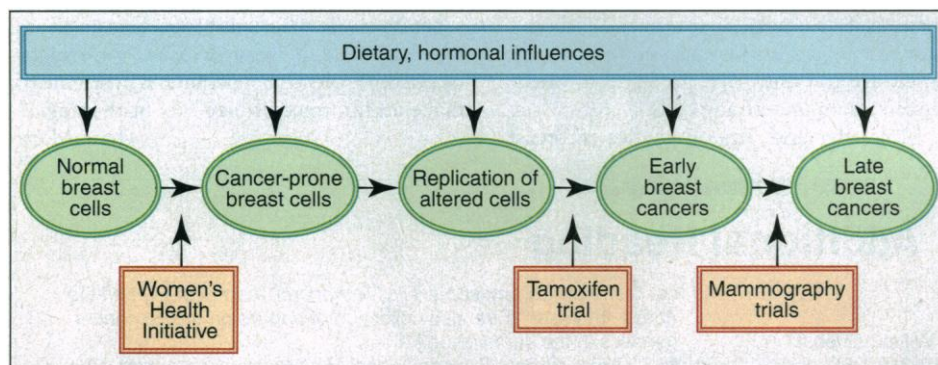 Dietary, hormonal influences
Normal
breast
cells
Cancer-prone
breast cells
Replication of
altered cells
Early
breast
cancers
Late
breast
cancers
Women's
Health
Initiative
Tamoxifen
trial
Mammography
trials